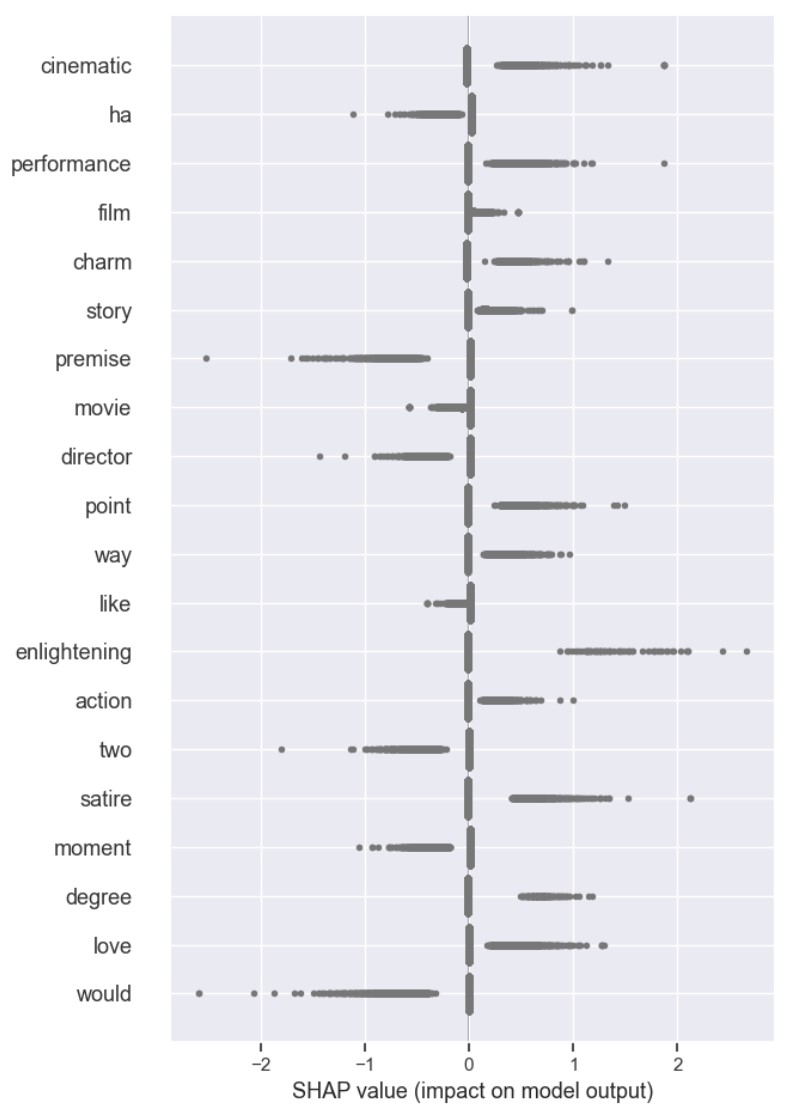 cinematic
ha
performance
film
charm
story
premise
movie
director
point
way
like
enlightening
action
two
satire
moment
degree
love
would
−2 −1 0 1 2
SHAP value (impact on model output)